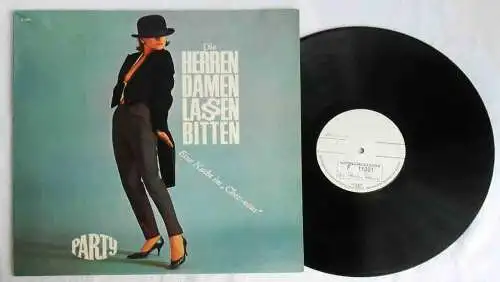 Die
HERREN
DAMEN
LASSEN
BITTEN
Eine Nacht im „Chez-nous"
PARTY